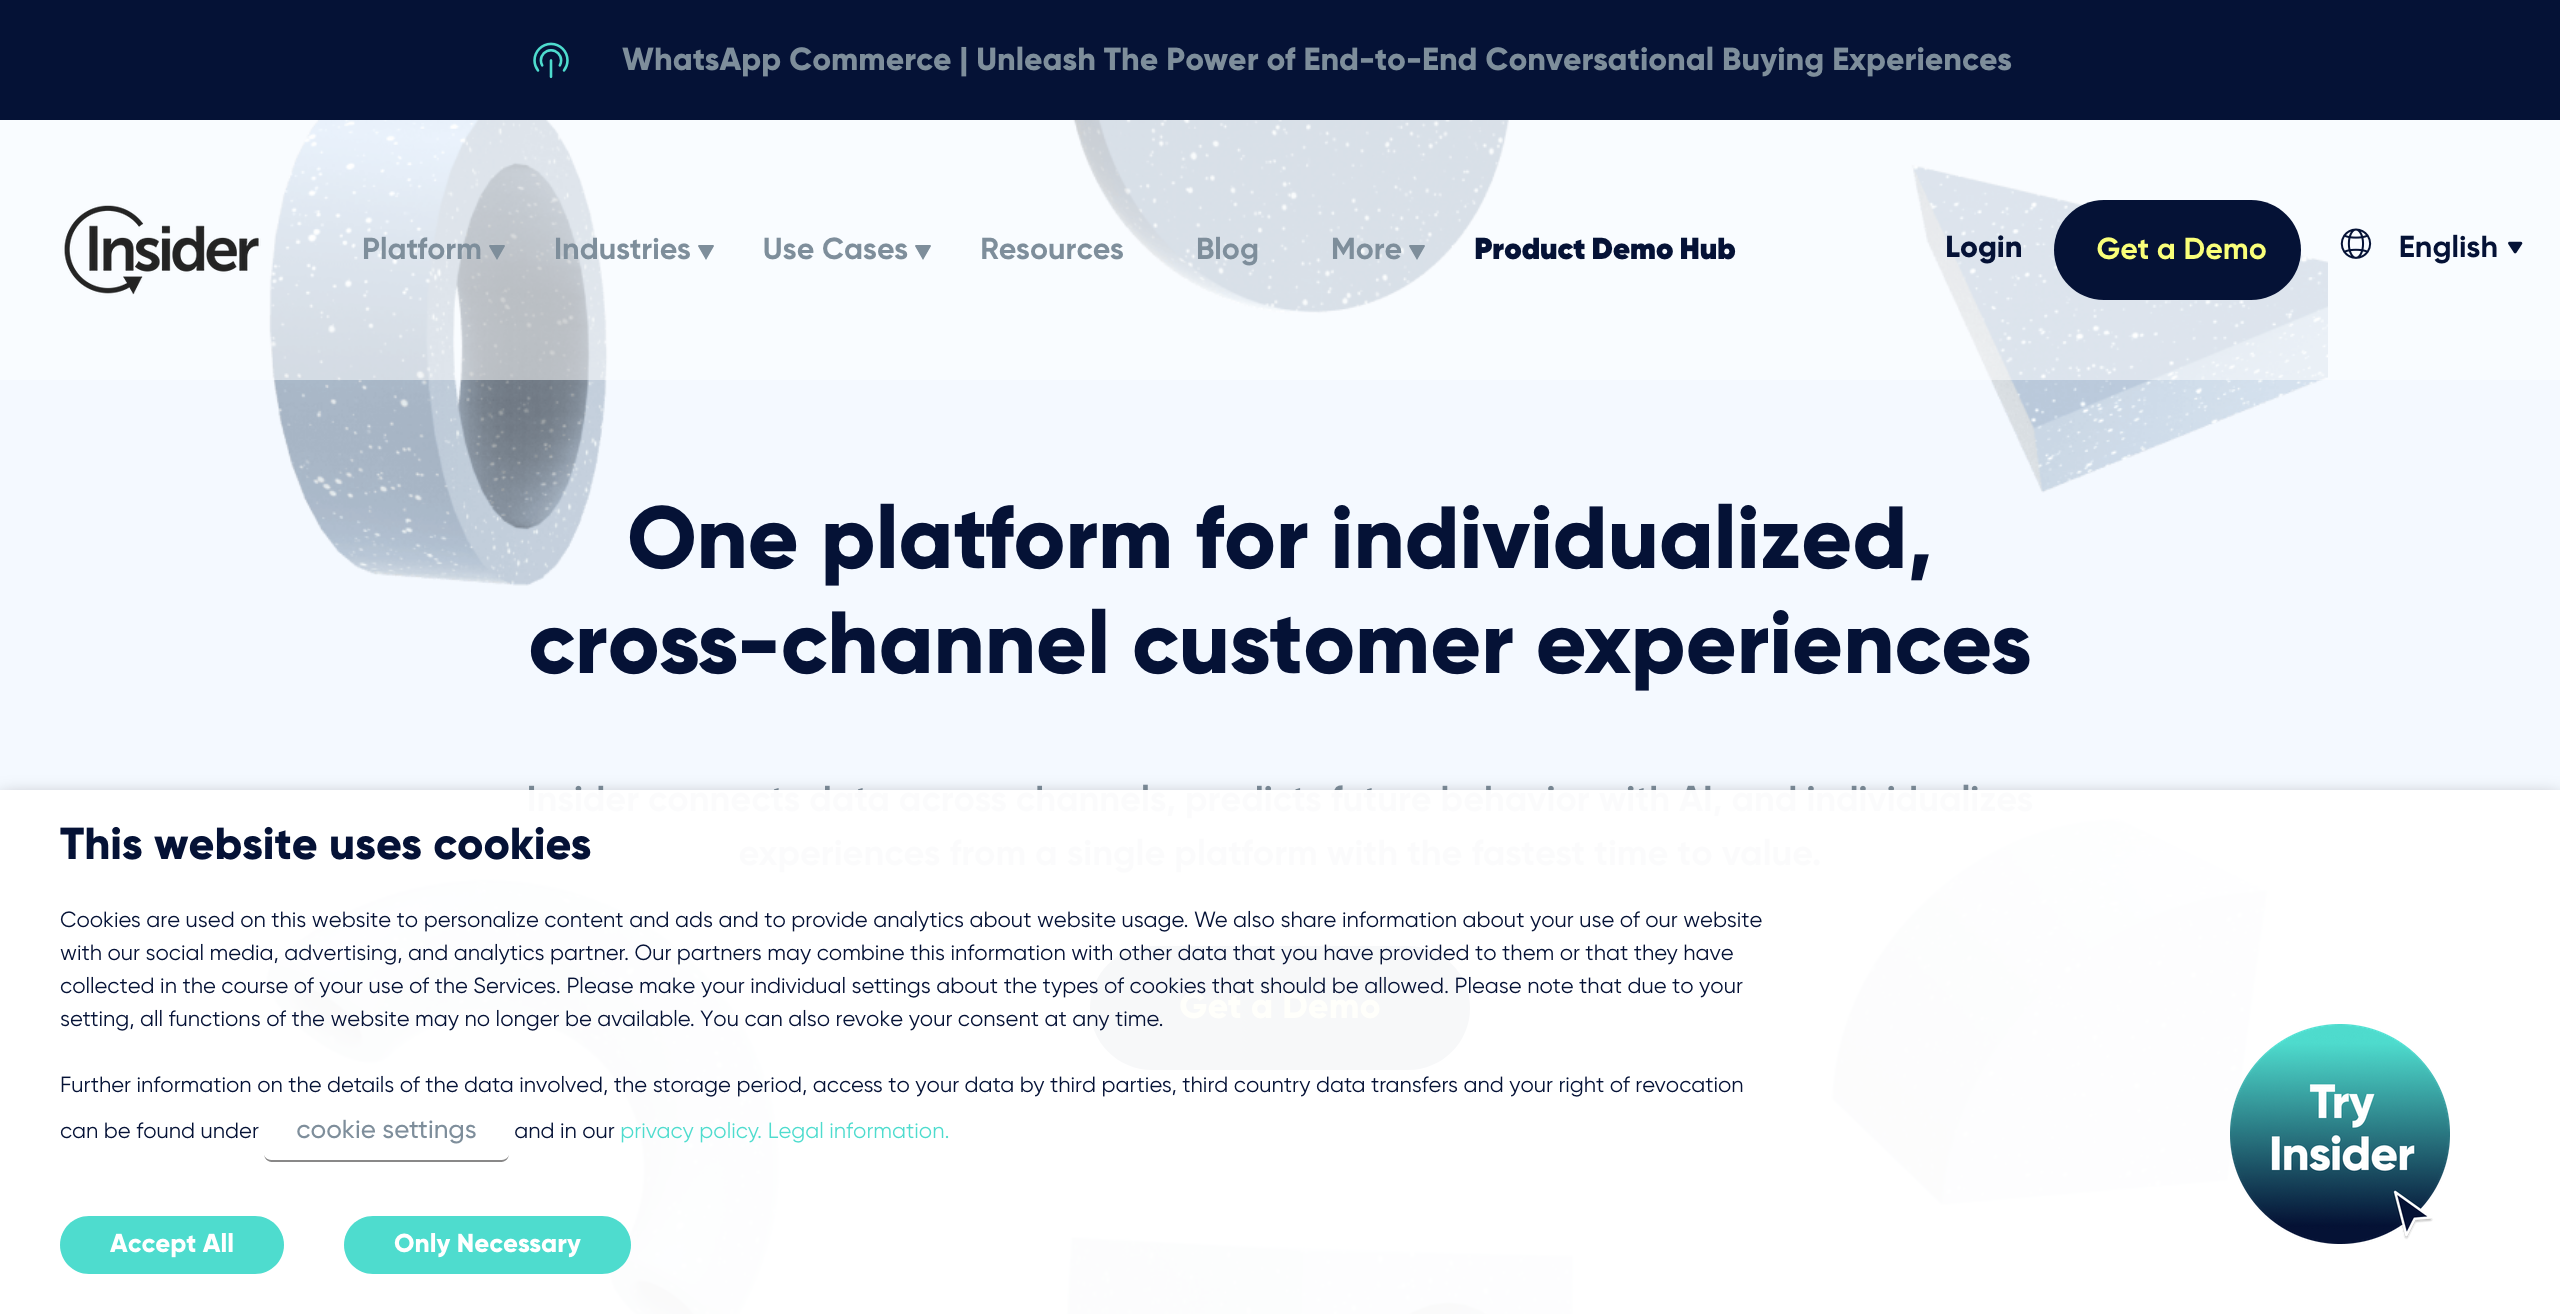 WhatsApp Commerce | Unleash The Power of End-to-End Conversational Buying Experiences
Insider
Platform
Industries
Use Cases
Resources
Blog
More
Product Demo Hub
Login
Get a Demo
English
One platform for individualized,
cross-channel customer experiences
Insider connects data across channels, predicts future behavior with AI, and individualizes
experiences from a single platform with the fastest time to value.
Get a Demo
This website uses cookies
Cookies are used on this website to personalize content and ads and to provide analytics about website usage. We also share information about your use of our website
with our social media, advertising, and analytics partner. Our partners may combine this information with other data that you have provided to them or that they have
collected in the course of your use of the Services. Please make your individual settings about the types of cookies that should be allowed. Please note that due to your
setting, all functions of the website may no longer be available. You can also revoke your consent at any time.
Further information on the details of the data involved, the storage period, access to your data by third parties, third country data transfers and your right of revocation
can be found under cookie settings and in our privacy policy. Legal information.
Accept All
Only Necessary
Try
Insider